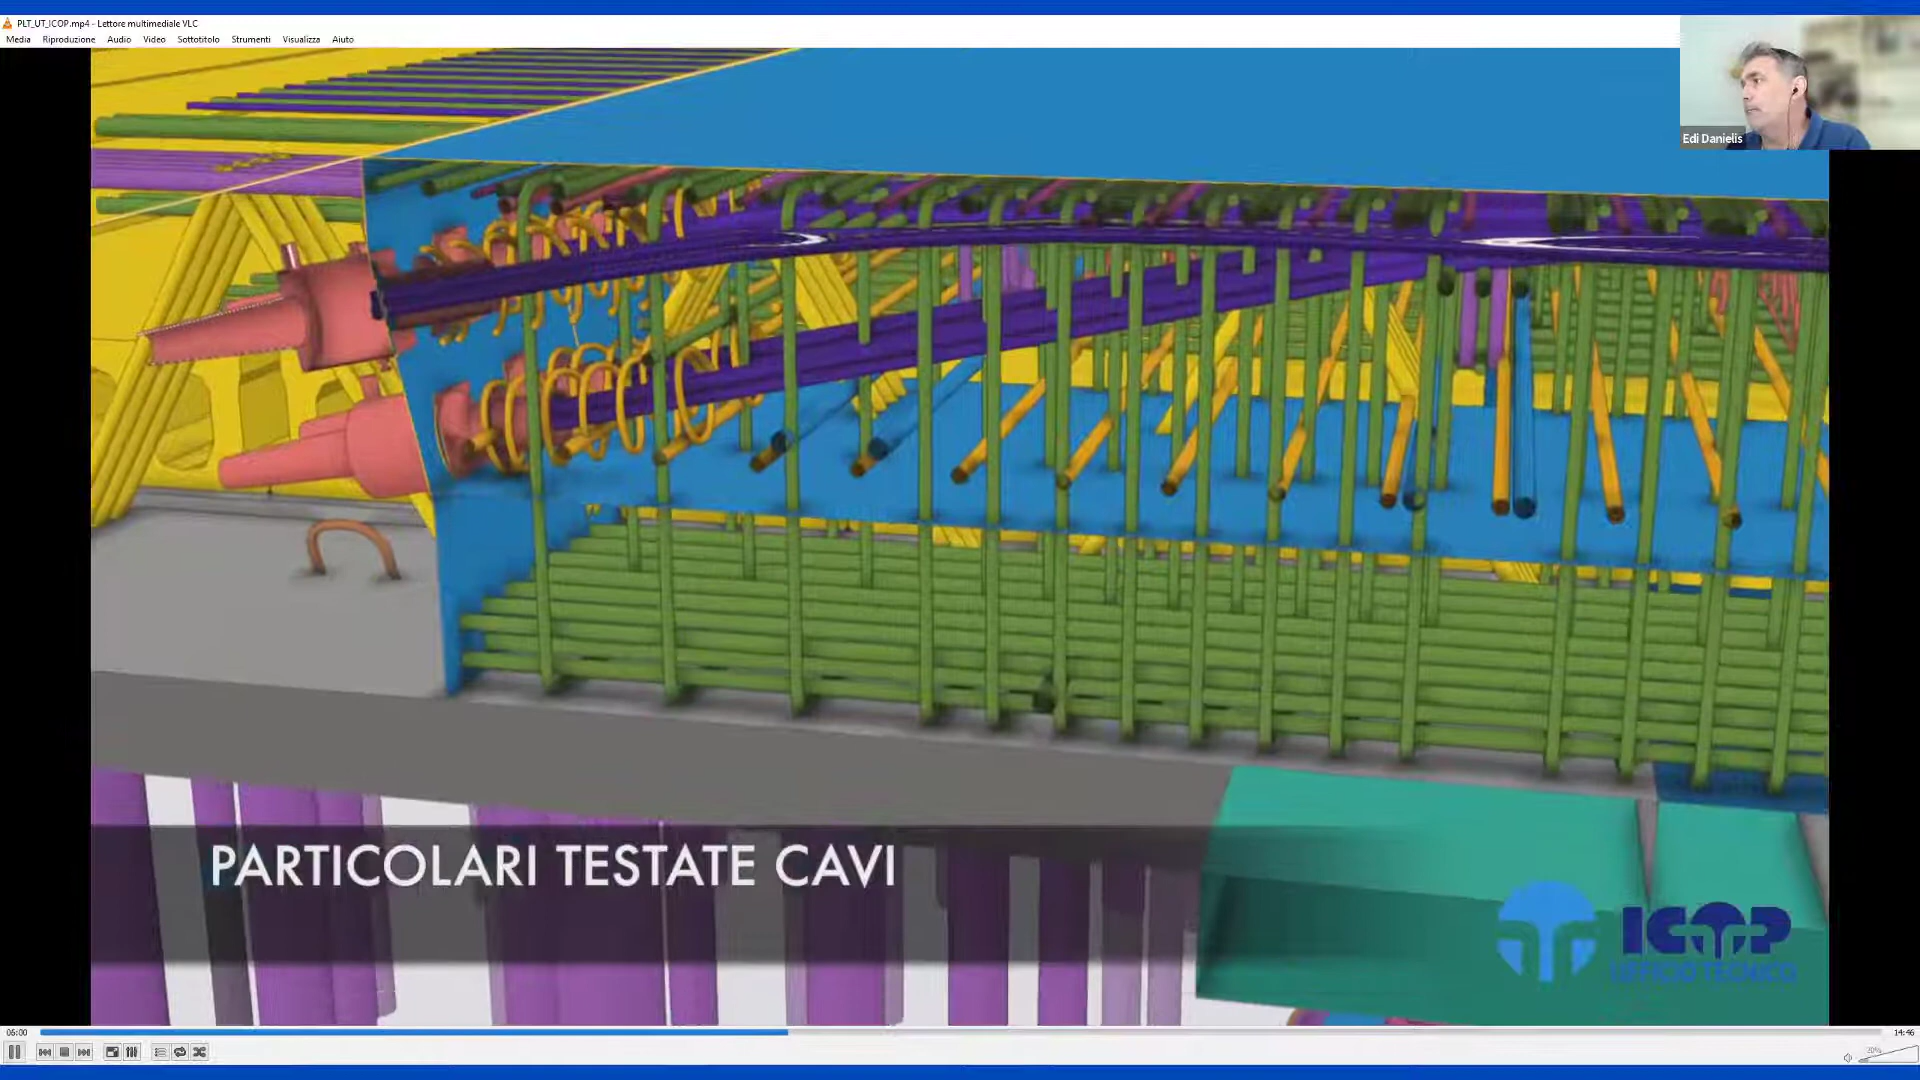 PLT_UT_ICOP.mp4 - Lettore multimediale VLC
Media Riproduzione Audio Video Sottotitolo Strumenti Visualizza Aiuto
Edi Danielis
PARTICOLARI TESTATE CAVI
ICOP
UFFICIO TECNICO
06:00
14:46
30%